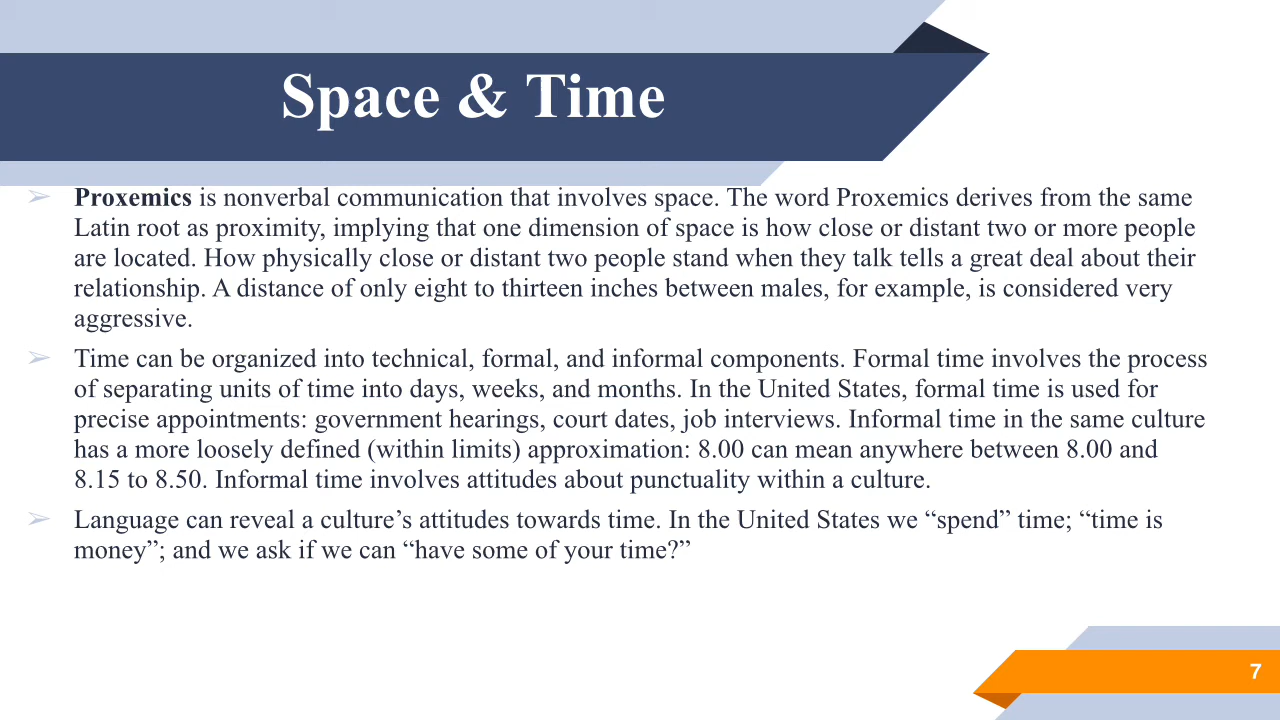 Space & Time
➢ Proxemics is nonverbal communication that involves space. The word Proxemics derives from the same
Latin root as proximity, implying that one dimension of space is how close or distant two or more people
are located. How physically close or distant two people stand when they talk tells a great deal about their
relationship. A distance of only eight to thirteen inches between males, for example, is considered very
aggressive.
➢ Time can be organized into technical, formal, and informal components. Formal time involves the process
of separating units of time into days, weeks, and months. In the United States, formal time is used for
precise appointments: government hearings, court dates, job interviews. Informal time in the same culture
has a more loosely defined (within limits) approximation: 8.00 can mean anywhere between 8.00 and
8.15 to 8.50. Informal time involves attitudes about punctuality within a culture.
➢ Language can reveal a culture’s attitudes towards time. In the United States we “spend” time; “time is
money”; and we ask if we can “have some of your time?”
7